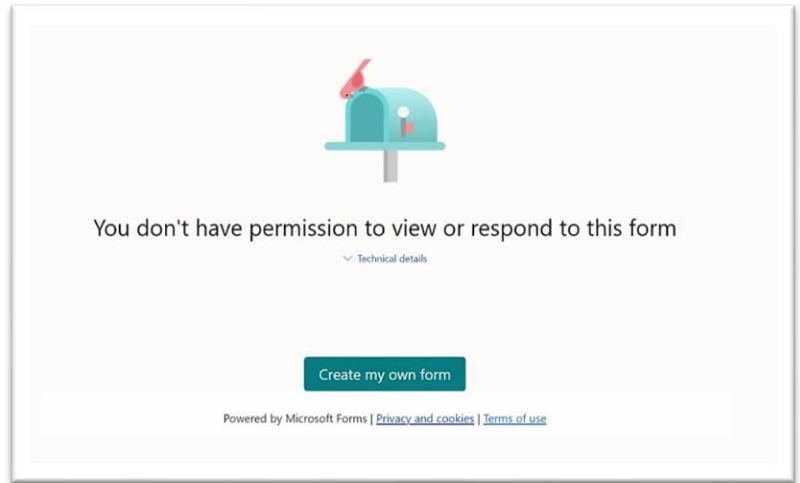 You don't have permission to view or respond to this form
Technical details
Create my own form
Powered by Microsoft Forms | Privacy and cookies | Terms of use